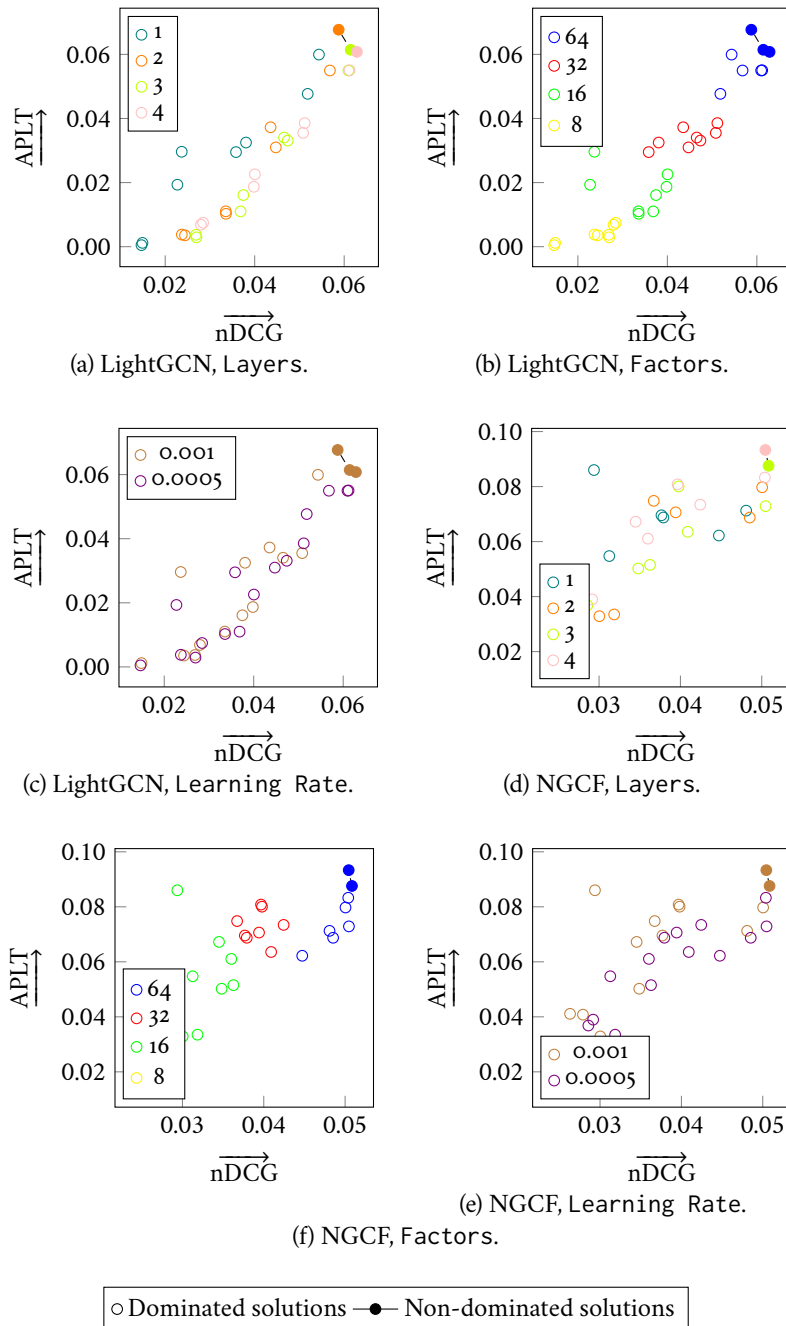 0.06
0.04
0.02
0.00
APLT
1
2
3
4
0.02 0.04 0.06
nDCG
(a) LightGCN, Layers.
0.06
0.04
0.02
0.00
APLT
64
32
16
8
0.02 0.04 0.06
nDCG
(b) LightGCN, Factors.
0.06
0.04
0.02
0.00
APLT
0.001
0.0005
0.02 0.04 0.06
nDCG
(c) LightGCN, Learning Rate.
0.10
0.08
0.06
0.04
0.02
APLT
1
2
3
4
0.03 0.04 0.05
nDCG
(d) NGCF, Layers.
0.10
0.08
0.06
0.04
0.02
APLT
64
32
16
8
0.03 0.04 0.05
nDCG
0.10
0.08
0.06
0.04
0.02
APLT
0.001
0.0005
0.03 0.04 0.05
nDCG
(e) NGCF, Learning Rate.
(f) NGCF, Factors.
Dominated solutions Non-dominated solutions